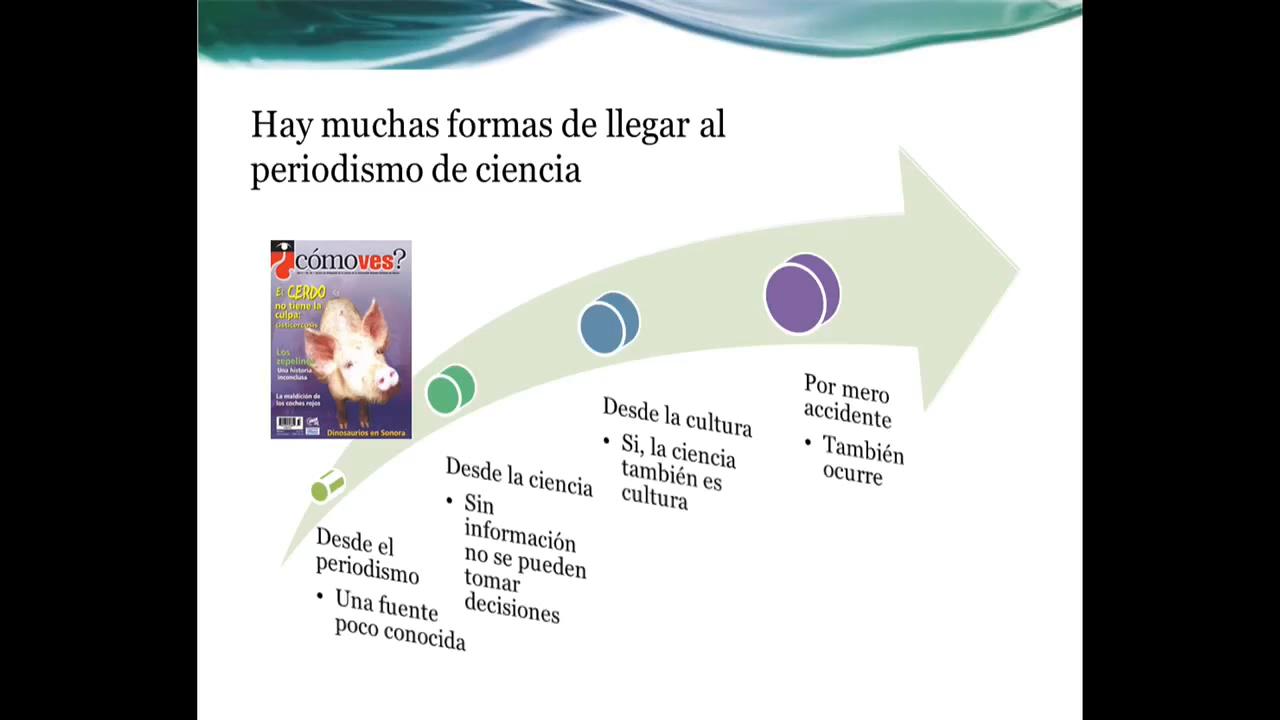 Hay muchas formas de llegar al
periodismo de ciencia
¿cómoves?
El CERDO
no tiene la
culpa:
cisticercosis
Los
zepelines
Una historia
inconclusa
La maldición de
los coches rojos
Dinosaurios en Sonora
Desde el
periodismo
• Una fuente
poco conocida
Desde la ciencia
• Sin
información
no se pueden
tomar
decisiones
Desde la cultura
• Si, la ciencia
también es
cultura
Por mero
accidente
• También
ocurre